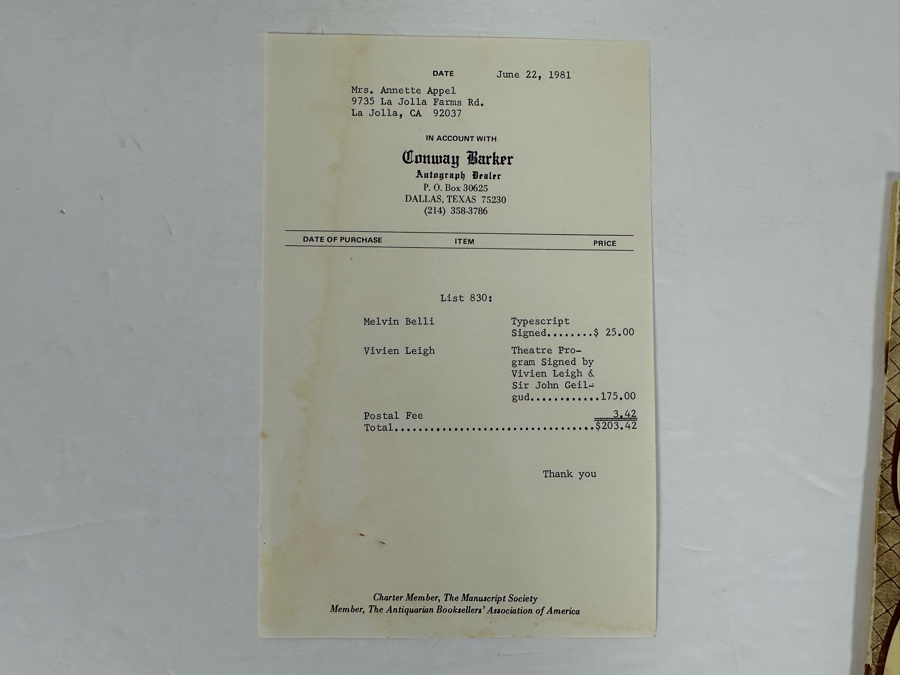 DATE June 22, 1981
Mrs. Annette Appel
9735 La Jolla Farms Rd.
La Jolla, CA 92037
IN ACCOUNT WITH
Conway Barker
Autograph Dealer
P. O. Box 30625
DALLAS, TEXAS 75230
(214) 358-3786
DATE OF PURCHASE ITEM PRICE
List 830:
Melvin Belli Typescript
Signed........$ 25.00
Vivien Leigh Theatre Pro-
gram Signed by
Vivien Leigh &
Sir John Geil-
gud............175.00
Postal Fee 3.42
Total..................................$203.42
Thank you
Charter Member, The Manuscript Society
Member, The Antiquarian Booksellers' Association of America